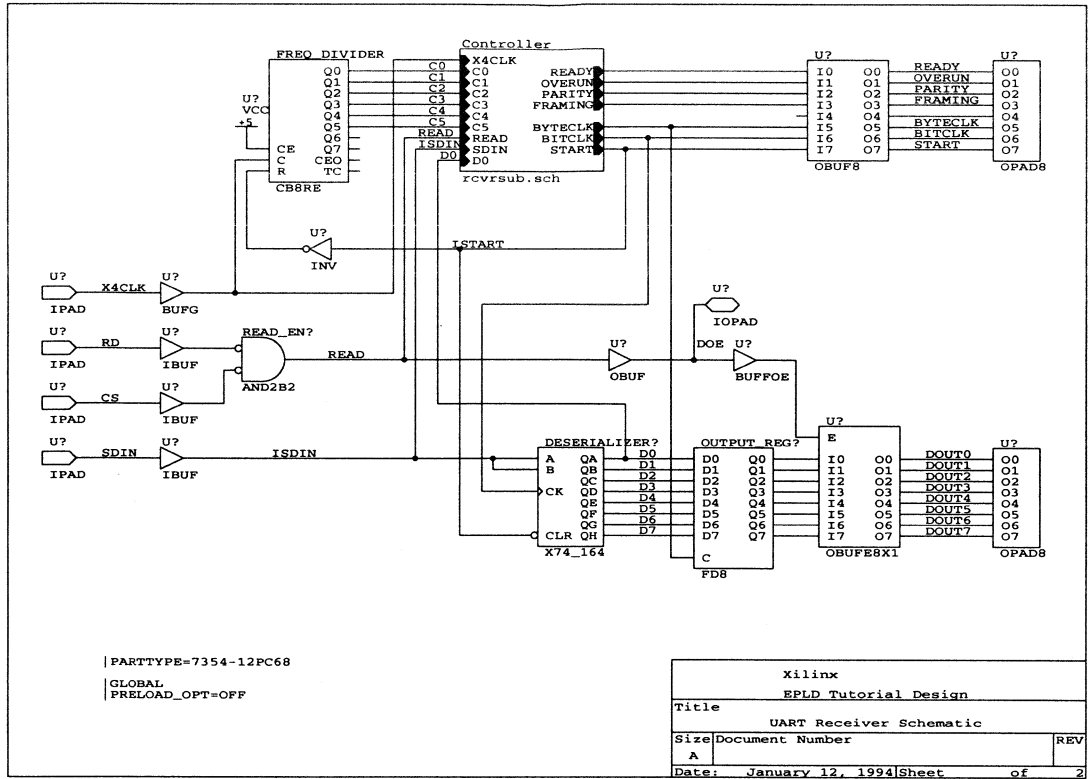 FREQ_DIVIDER
Q0
Q1
Q2
Q3
Q4
Q5
Q6
Q7
CEO
TC
CE
C
R
CB8RE
U?
VCC
+5
C0
C1
C2
C3
C4
C5
READ
ISDIN
D0
Controller
X4CLK
C0
C1
C2
C3
C4
C5
READ
SDIN
D0
READY
OVERUN
PARITY
FRAMING
BYTECLK
BITCLK
START
rcvrsub.sch
U?
I0 O0
I1 O1
I2 O2
I3 O3
I4 O4
I5 O5
I6 O6
I7 O7
OBUF8
READY
OVERUN
PARITY
FRAMING
BYTECLK
BITCLK
START
U?
O0
O1
O2
O3
O4
O5
O6
O7
OPAD8
U?
INV
ISTART
U?
IPAD
X4CLK
U?
BUFG
U?
IPAD
RD
U?
IBUF
READ_EN?
AND2B2
READ
U?
IPAD
CS
U?
IBUF
U?
IPAD
SDIN
U?
IBUF
ISDIN
U?
IOPAD
U?
OBUF
DOE
U?
BUFFOE
DESERIALIZER?
A QA
B QB
QC
QD
CK
QE
QF
QG
CLR QH
X74_164
D0
D1
D2
D3
D4
D5
D6
D7
OUTPUT_REG?
D0 Q0
D1 Q1
D2 Q2
D3 Q3
D4 Q4
D5 Q5
D6 Q6
D7 Q7
C
FD8
U?
E
I0 O0
I1 O1
I2 O2
I3 O3
I4 O4
I5 O5
I6 O6
I7 O7
OBUFE8X1
DOUT0
DOUT1
DOUT2
DOUT3
DOUT4
DOUT5
DOUT6
DOUT7
U?
O0
O1
O2
O3
O4
O5
O6
O7
OPAD8
|PARTTYPE=7354-12PC68
|GLOBAL
|PRELOAD_OPT=OFF
Xilinx
EPLD Tutorial Design
Title
UART Receiver Schematic
Size Document Number REV
A
Date: January 12, 1994 Sheet of 2